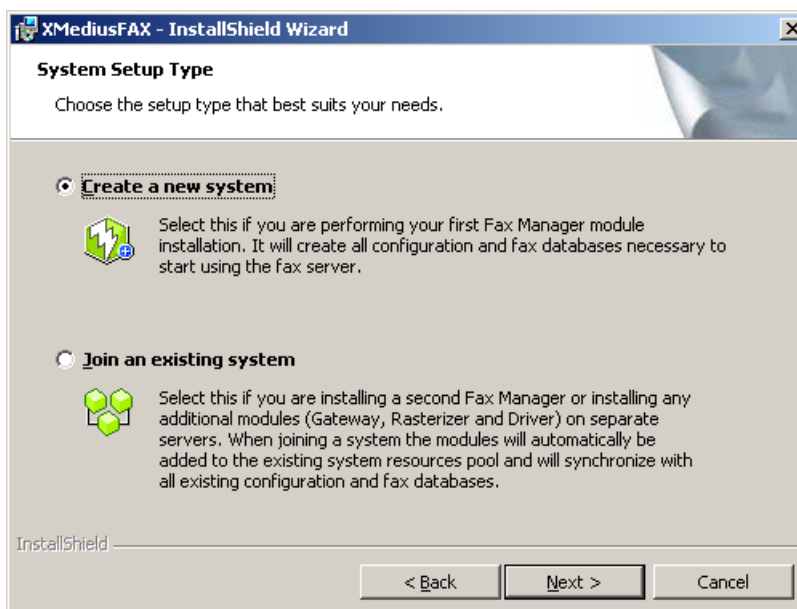 XMediusFAX - InstallShield Wizard
System Setup Type
Choose the setup type that best suits your needs.
Create a new system
Select this if you are performing your first Fax Manager module
installation. It will create all configuration and fax databases necessary to
start using the fax server.
Join an existing system
Select this if you are installing a second Fax Manager or installing any
additional modules (Gateway, Rasterizer and Driver) on separate
servers. When joining a system the modules will automatically be
added to the existing system resources pool and will synchronize with
all existing configuration and fax databases.
InstallShield
< Back Next > Cancel